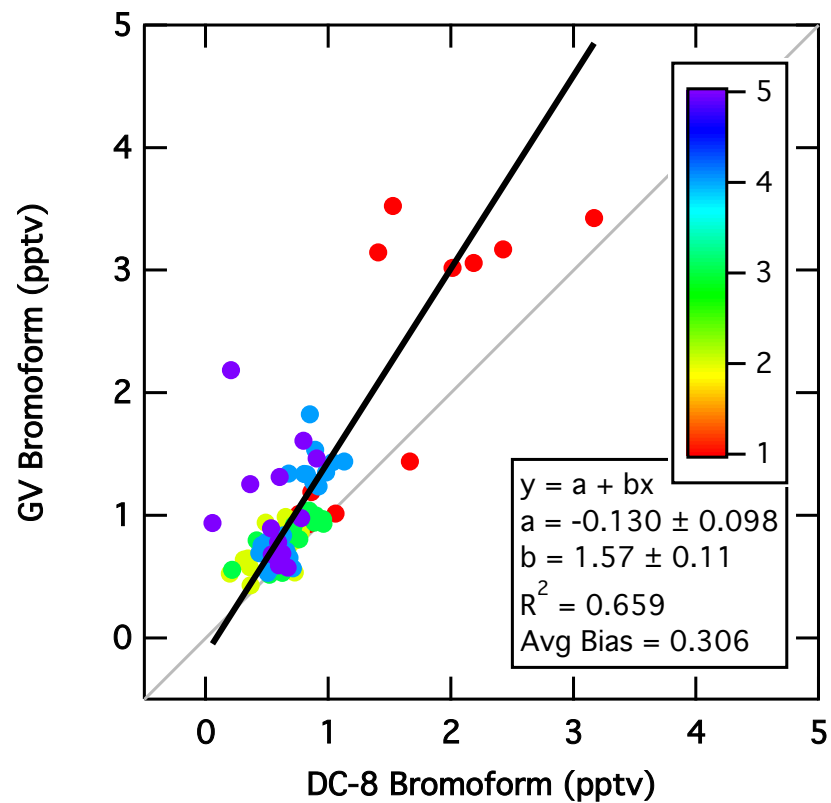 5
4
3
2
1
0
GV Bromoform (pptv)
0 1 2 3 4 5
DC-8 Bromoform (pptv)
5
4
3
2
1
y = a + bx
a = -0.130 ± 0.098
b = 1.57 ± 0.11
R² = 0.659
Avg Bias = 0.306